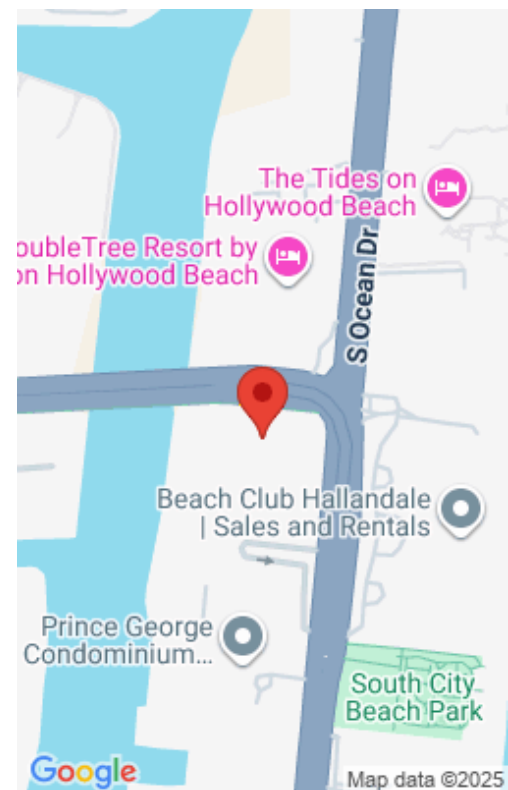 The Tides on
Hollywood Beach
oubleTree Resort by
on Hollywood Beach
S Ocean Dr
Beach Club Hallandale
| Sales and Rentals
Prince George
Condominium...
South City
Beach Park
Google
Map data ©2025